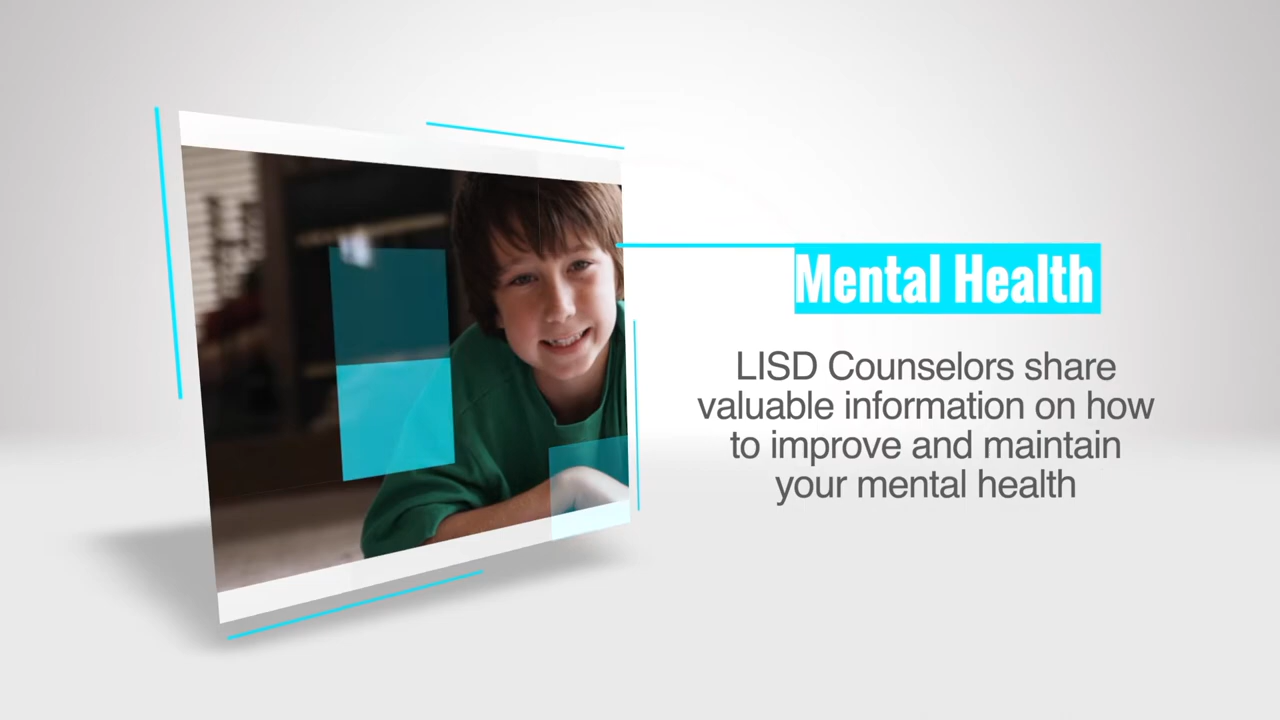 Mental Health
LISD Counselors share
valuable information on how
to improve and maintain
your mental health